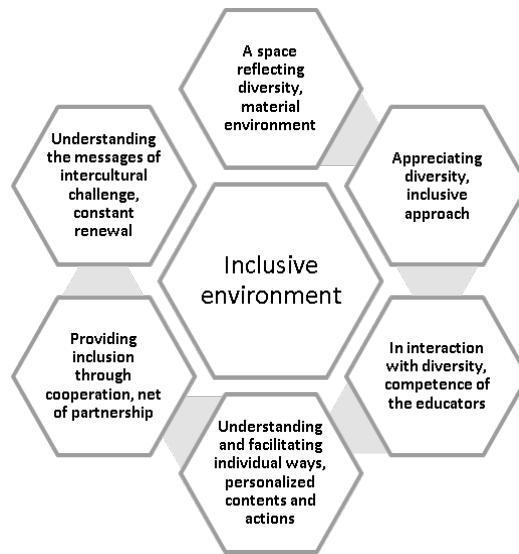 A space
reflecting
diversity,
material
environment
Appreciating
diversity,
inclusive
approach
In interaction
with diversity,
competence of
the educators
Understanding
and facilitating
individual ways,
personalized
contents and
actions
Providing
inclusion
through
cooperation, net
of partnership
Understanding
the messages of
intercultural
challenge,
constant
renewal
Inclusive
environment